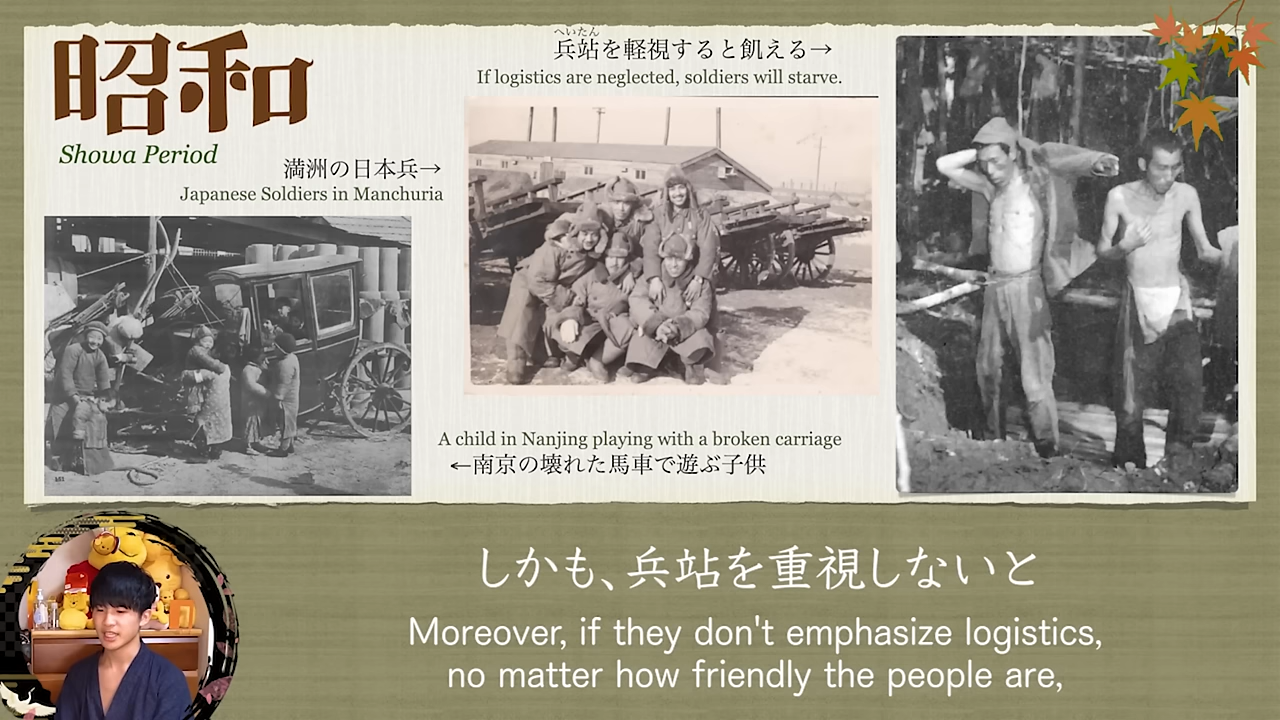 昭和
Showa Period
満洲の日本兵→
Japanese Soldiers in Manchuria
へいたん
兵站を軽視すると飢える→
If logistics are neglected, soldiers will starve.
A child in Nanjing playing with a broken carriage
←南京の壊れた馬車で遊ぶ子供
しかも、兵站を重視しないと
Moreover, if they don't emphasize logistics,
no matter how friendly the people are,